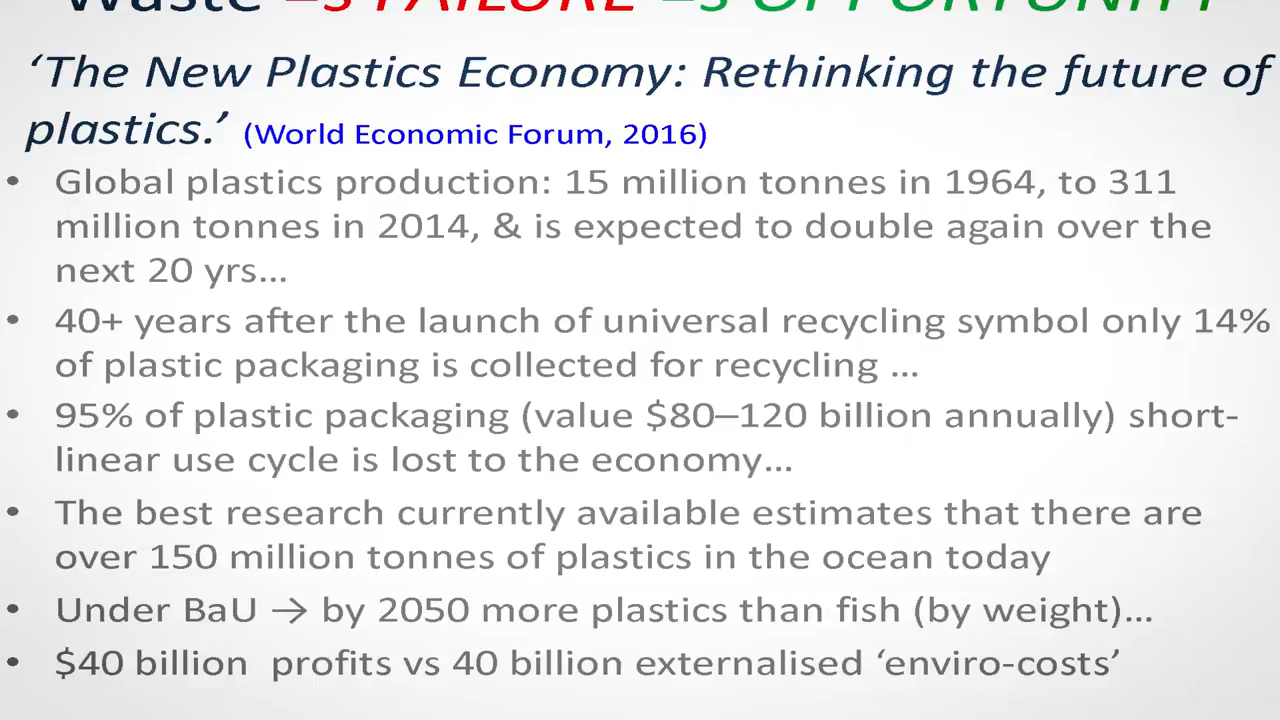 Waste =s FAILURE =s OPPORTUNITY
‘The New Plastics Economy: Rethinking the future of
plastics.’ (World Economic Forum, 2016)
• Global plastics production: 15 million tonnes in 1964, to 311
million tonnes in 2014, & is expected to double again over the
next 20 yrs…
• 40+ years after the launch of universal recycling symbol only 14%
of plastic packaging is collected for recycling …
• 95% of plastic packaging (value $80–120 billion annually) short-
linear use cycle is lost to the economy…
• The best research currently available estimates that there are
over 150 million tonnes of plastics in the ocean today
• Under BaU → by 2050 more plastics than fish (by weight)…
• $40 billion  profits vs 40 billion externalised ‘enviro-costs’